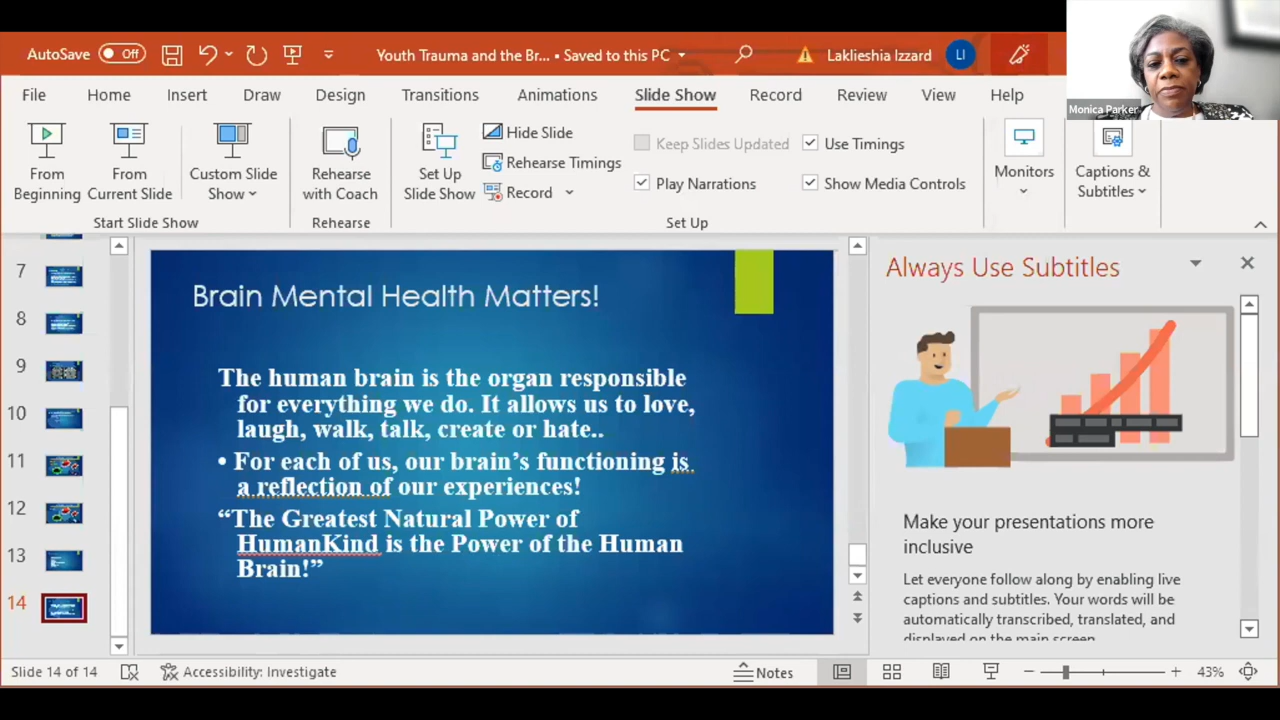 AutoSave Off Youth Trauma and the Br... • Saved to this PC Laklieshia Izzard LI
File Home Insert Draw Design Transitions Animations Slide Show Record Review View Help
Monica Parker
From Beginning
From Current Slide
Custom Slide Show
Start Slide Show
Rehearse with Coach
Rehearse
Set Up Slide Show
Hide Slide
Rehearse Timings
Record
Keep Slides Updated
Play Narrations
Use Timings
Show Media Controls
Set Up
Monitors
Captions & Subtitles
7
8
9
10
11
12
13
14
Brain Mental Health Matters!
The human brain is the organ responsible
for everything we do. It allows us to love,
laugh, walk, talk, create or hate..
• For each of us, our brain’s functioning is
a reflection of our experiences!
“The Greatest Natural Power of
HumanKind is the Power of the Human
Brain!”
Always Use Subtitles
Make your presentations more
inclusive
Let everyone follow along by enabling live
captions and subtitles. Your words will be
automatically transcribed, translated, and
displayed on the main screen.
Slide 14 of 14 Accessibility: Investigate Notes 43%